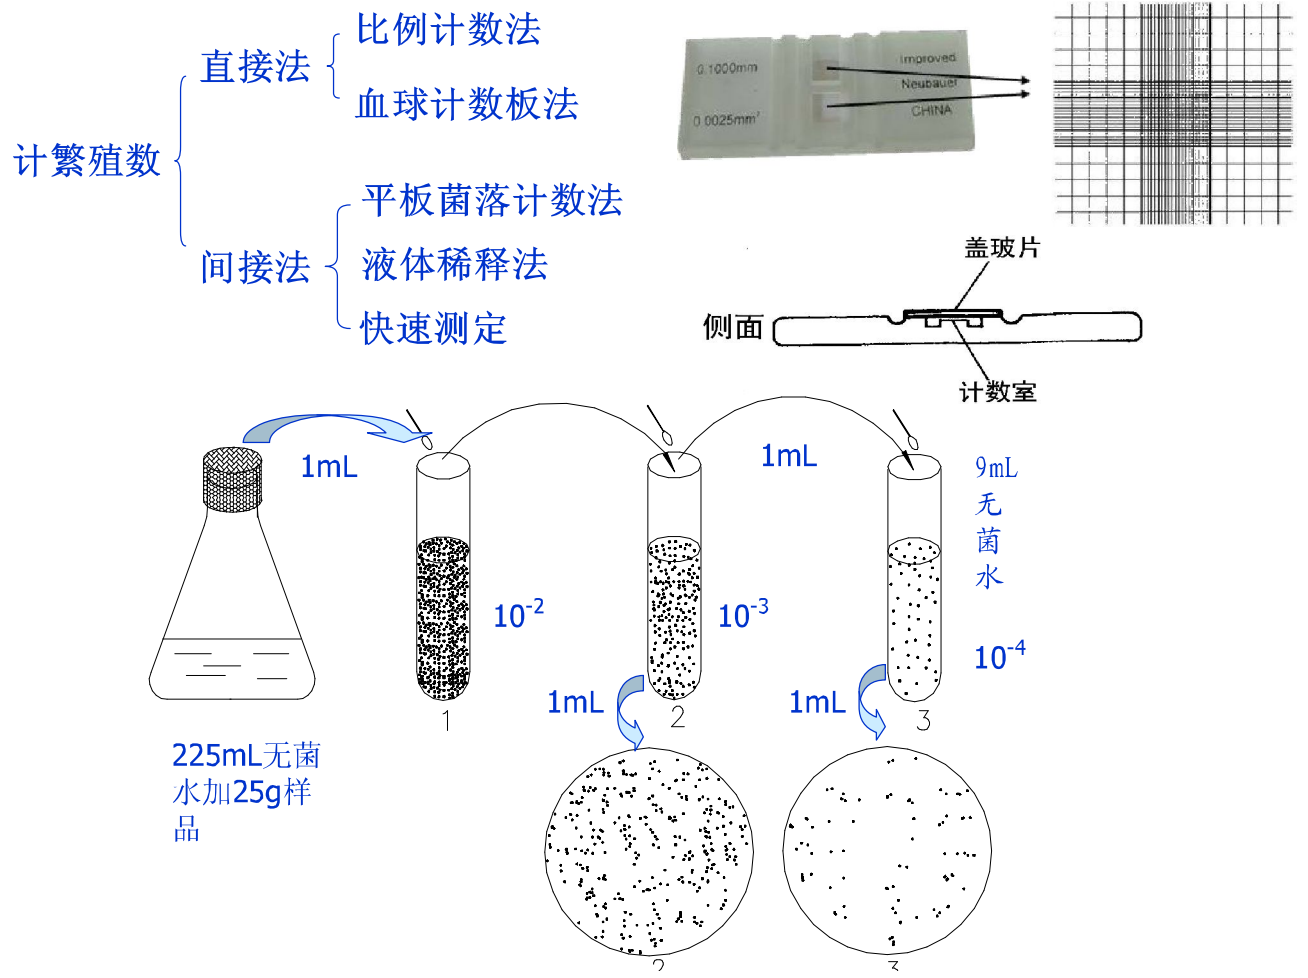 计繁殖数
直接法
比例计数法
血球计数板法
间接法
平板菌落计数法
液体稀释法
快速测定
0.1000mm
0.0025mm²
Improved
Neubauer
CHINA
盖玻片
侧面
计数室
1mL
1mL
9mL
无
菌
水
10⁻²
10⁻³
10⁻⁴
1
2
3
1mL
1mL
225mL无菌
水加25g样
品
2
3